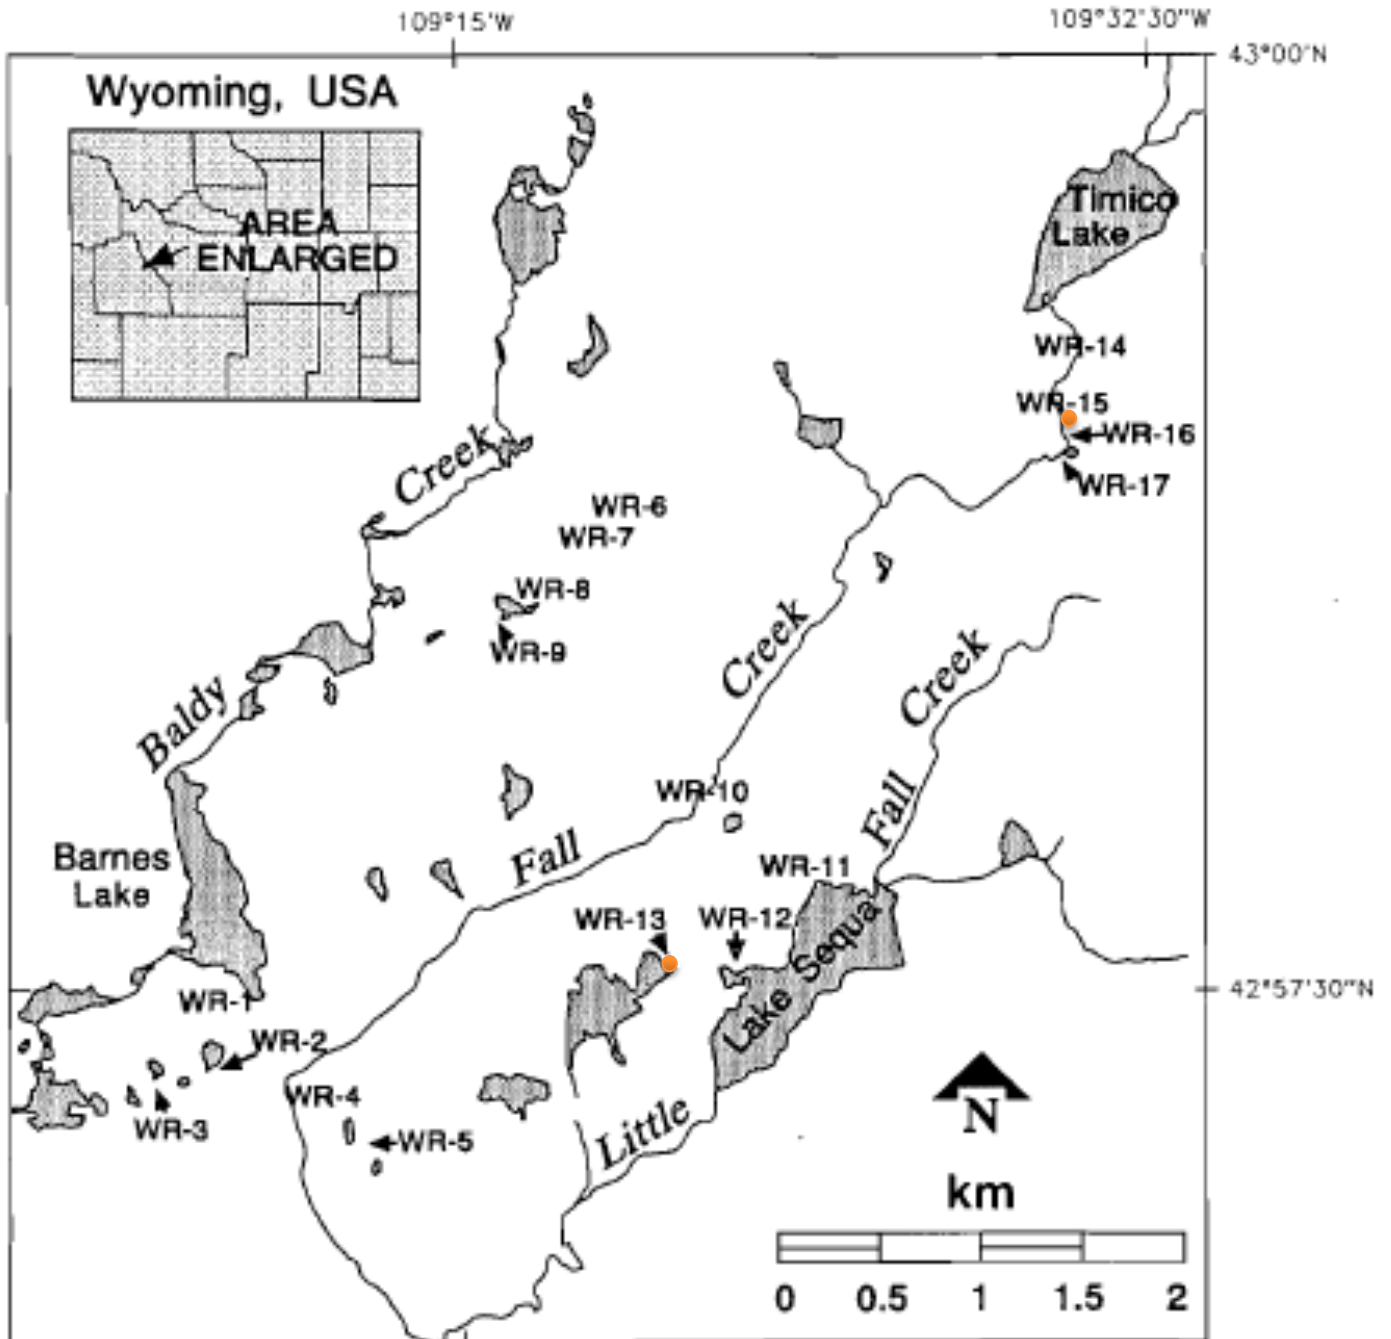 109°15'W
109°32'30"W
43°00'N
Wyoming, USA
AREA
ENLARGED
Timico
Lake
WR-14
WR-15
WR-16
WR-17
Creek
WR-6
WR-7
WR-8
WR-9
Creek
Creek
Baldy
WR-10
Fall
Fall
Barnes
Lake
WR-11
WR-13
WR-12
Lake Sequa
42°57'30"N
WR-1
WR-2
WR-4
WR-3
WR-5
Little
N
km
0 0.5 1 1.5 2